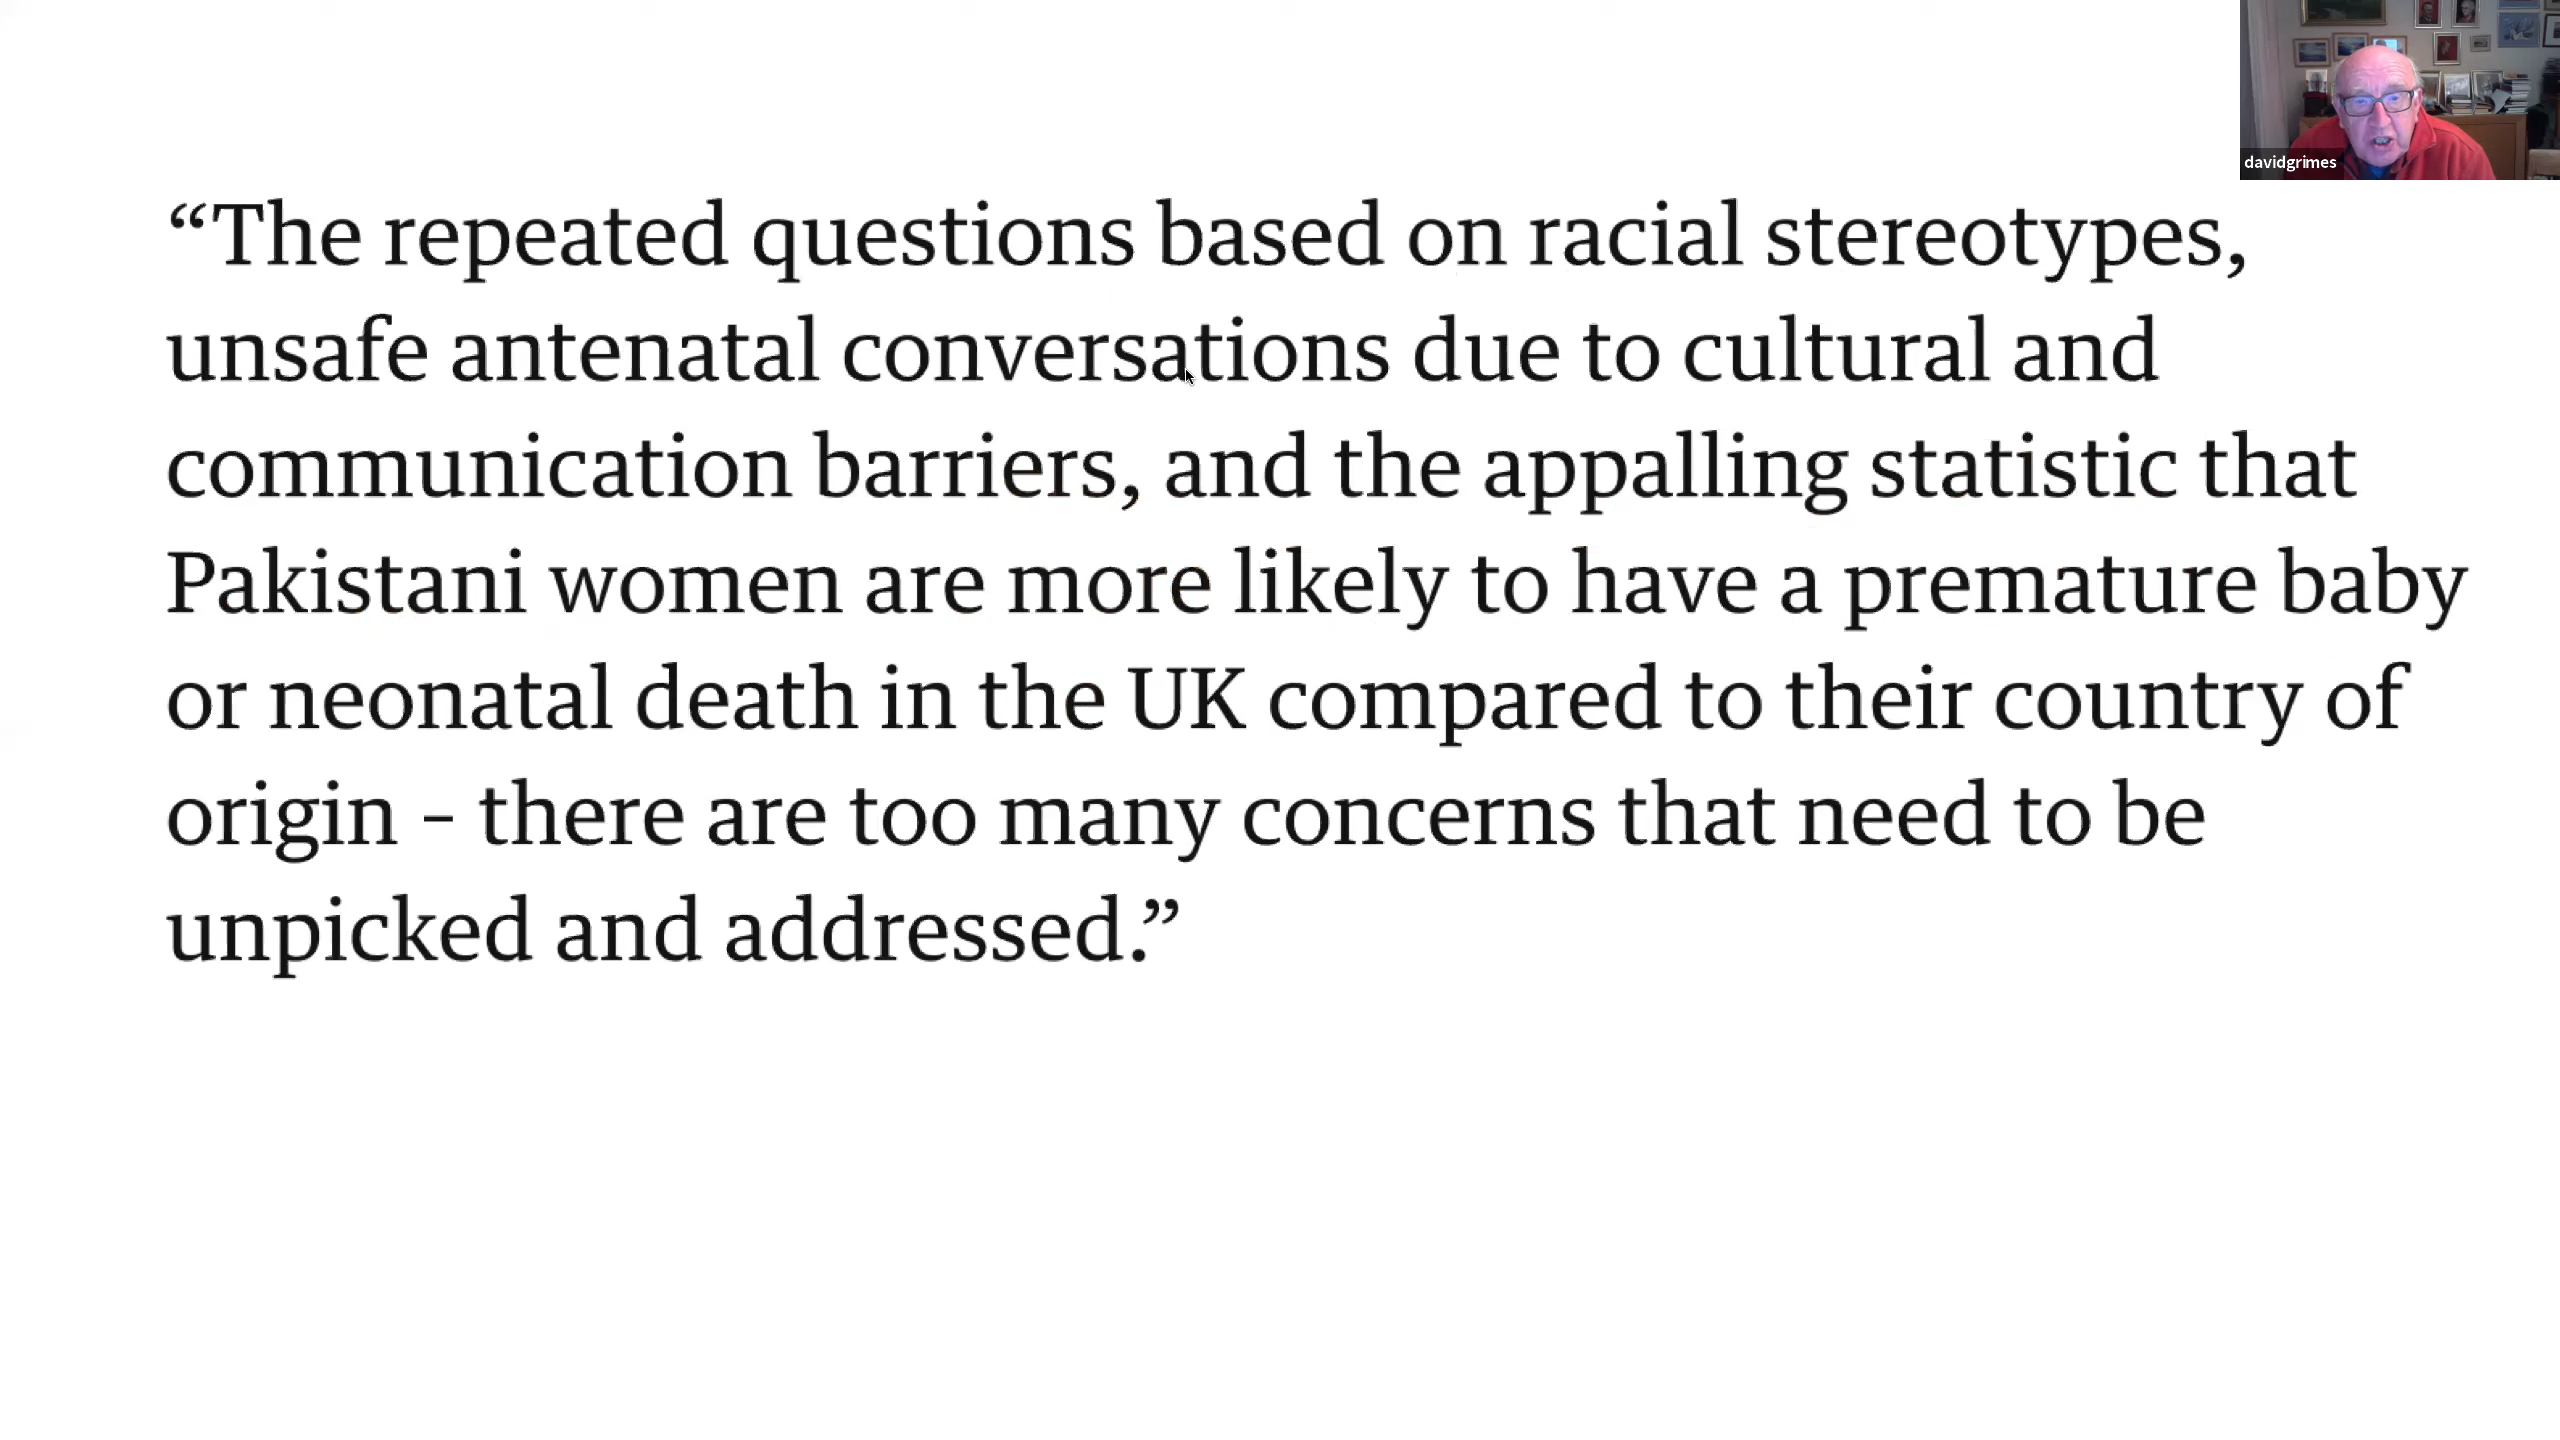 davidgrimes
“The repeated questions based on racial stereotypes,
unsafe antenatal conversations due to cultural and
communication barriers, and the appalling statistic that
Pakistani women are more likely to have a premature baby
or neonatal death in the UK compared to their country of
origin – there are too many concerns that need to be
unpicked and addressed.”